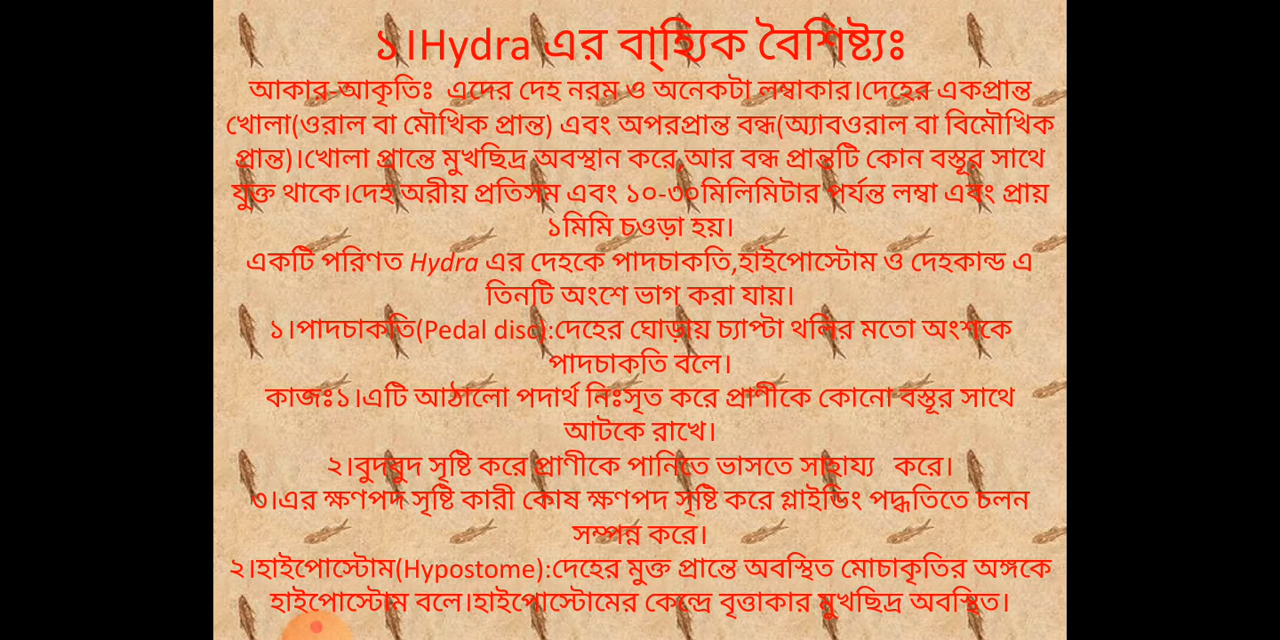 ১।Hydra এর বাহ্যিক বৈশিষ্ট্যঃ
আকার-আকৃতিঃ এদের দেহ নরম ও অনেকটা লম্বাকার।দেহের একপ্রান্ত
খোলা(ওরাল বা মৌখিক প্রান্ত) এবং অপরপ্রান্ত বন্ধ(অ্যাবওরাল বা বিমৌখিক
প্রান্ত)।খোলা প্রান্তে মুখছিদ্র অবস্থান করে আর বন্ধ প্রান্তটি কোন বস্তূর সাথে
যুক্ত থাকে।দেহ অরীয় প্রতিসম এবং ১০-৩০মিলিমিটার পর্যন্ত লম্বা এবং প্রায়
১মিমি চওড়া হয়।
একটি পরিণত Hydra এর দেহকে পাদচাকতি,হাইপোস্টোম ও দেহকান্ড এ
তিনটি অংশে ভাগ করা যায়।
১।পাদচাকতি(Pedal disc):দেহের ঘোড়ায় চ্যাপ্টা থলির মতো অংশকে
পাদচাকতি বলে।
কাজঃ১।এটি আঠালো পদার্থ নিঃসৃত করে প্রাণীকে কোনো বস্তূর সাথে
আটকে রাখে।
২।বুদবুদ সৃষ্টি করে প্রাণীকে পানিতে ভাসতে সাহায্য করে।
৩।এর ক্ষণপদ সৃষ্টি কারী কোষ ক্ষণপদ সৃষ্টি করে গ্লাইডিং পদ্ধতিতে চলন
সম্পন্ন করে।
২।হাইপোস্টোম(Hypostome):দেহের মুক্ত প্রান্তে অবস্থিত মোচাকৃতির অঙ্গকে
হাইপোস্টোম বলে।হাইপোস্টোমের কেন্দ্রে বৃত্তাকার মুখছিদ্র অবস্থিত।